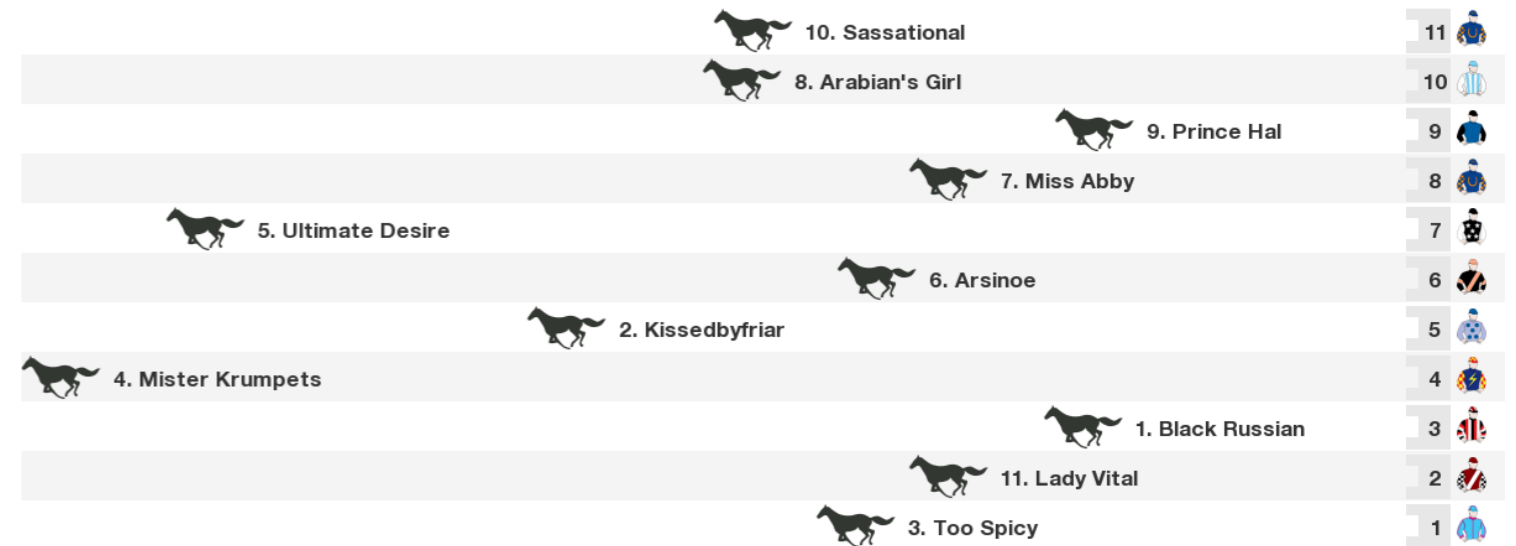 10. Sassational 11
8. Arabian's Girl 10
9. Prince Hal 9
7. Miss Abby 8
5. Ultimate Desire 7
6. Arsinoe 6
2. Kissedbyfriar 5
4. Mister Krumpets 4
1. Black Russian 3
11. Lady Vital 2
3. Too Spicy 1